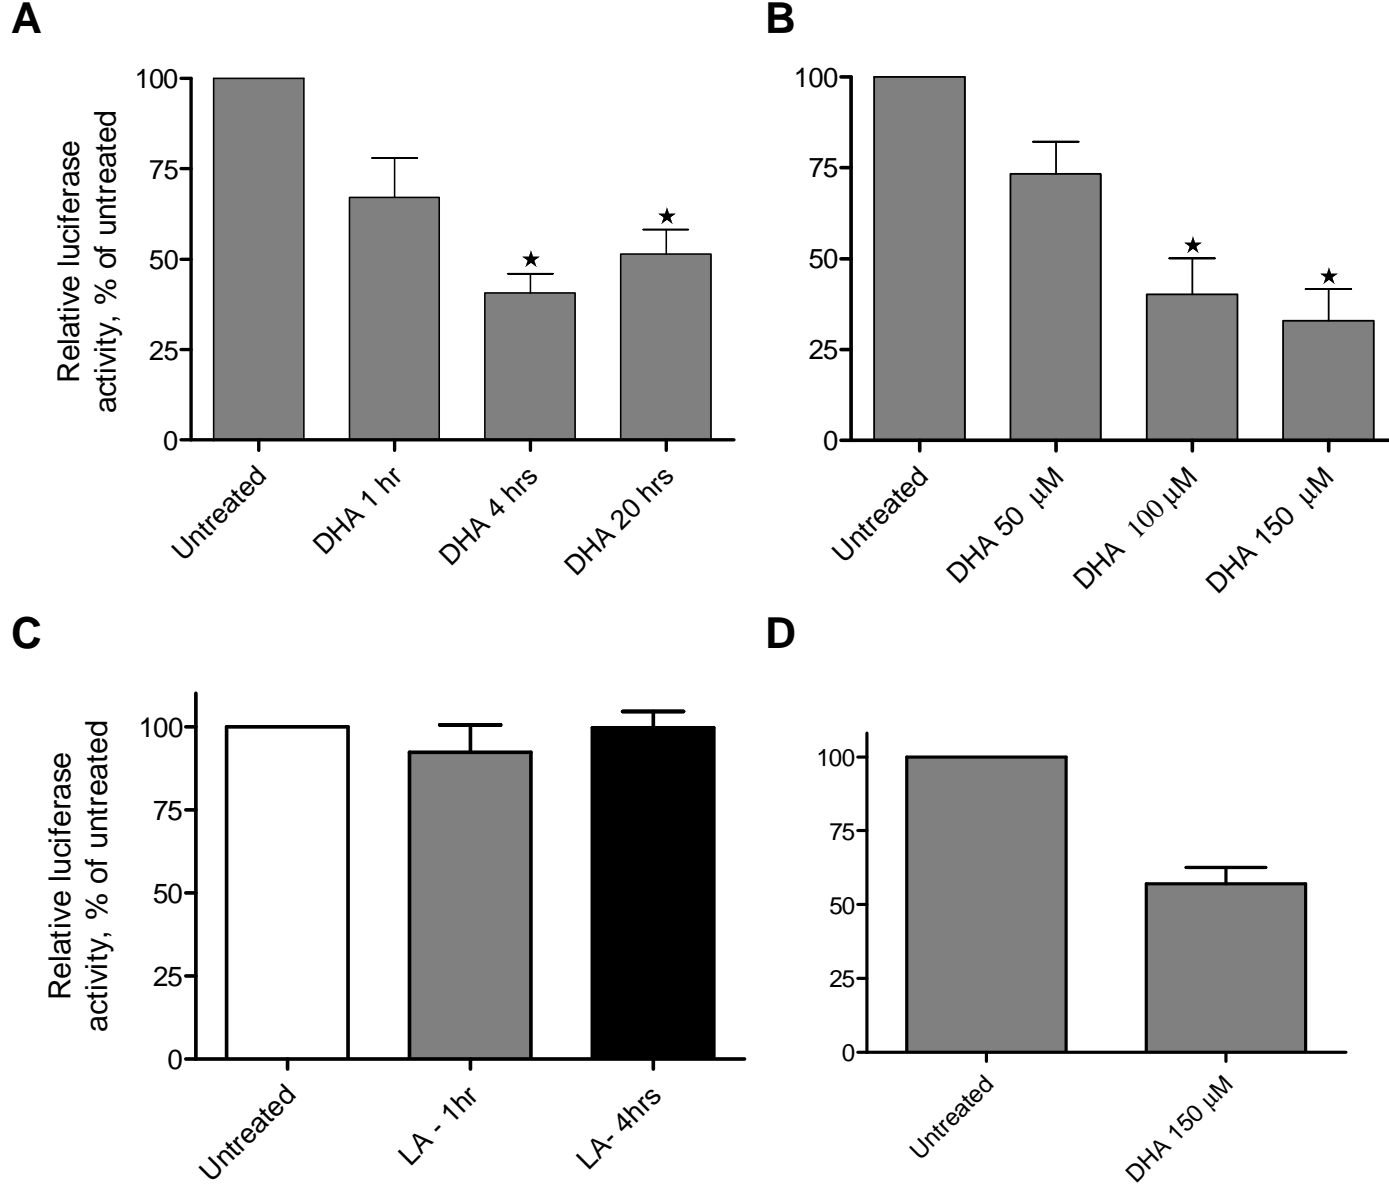 A
Relative luciferase
activity, % of untreated
100
75
50
25
0
Untreated
DHA 1 hr
DHA 4 hrs
DHA 20 hrs
B
100
75
50
25
0
Untreated
DHA 50 μM
DHA 100 μM
DHA 150 μM
C
Relative luciferase
activity, % of untreated
100
75
50
25
0
Untreated
LA - 1hr
LA- 4hrs
D
100
75
50
25
0
Untreated
DHA 150 μM